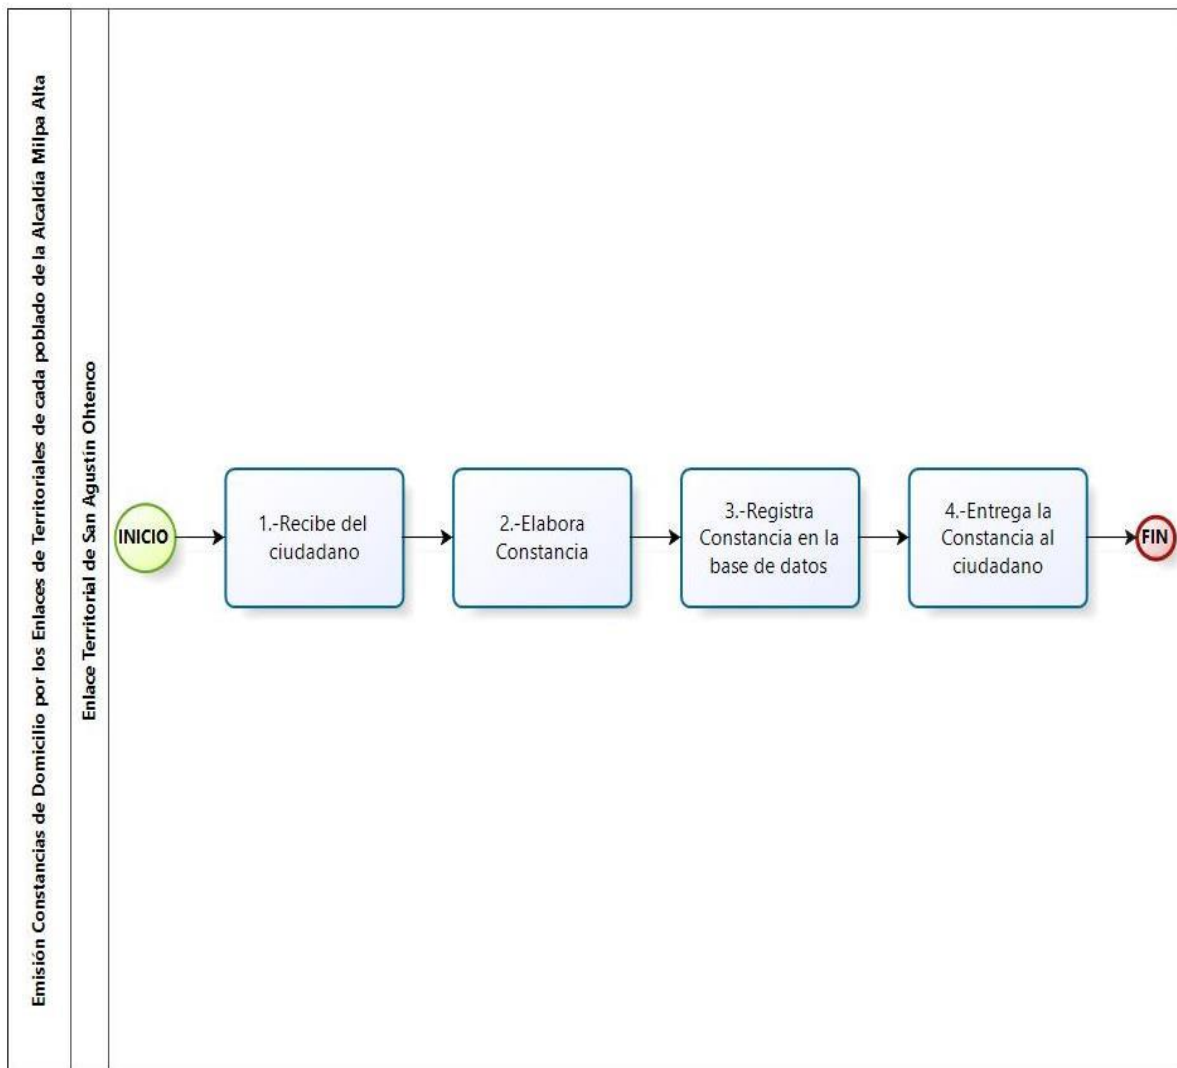 Emisión Constancias de Domicilio por los Enlaces de Territoriales de cada poblado de la Alcaldía Milpa Alta
Enlace Territorial de San Agustín Ohtenco
INICIO
1.-Recibe del
ciudadano
2.-Elabora
Constancia
3.-Registra
Constancia en la
base de datos
4.-Entrega la
Constancia al
ciudadano
FIN